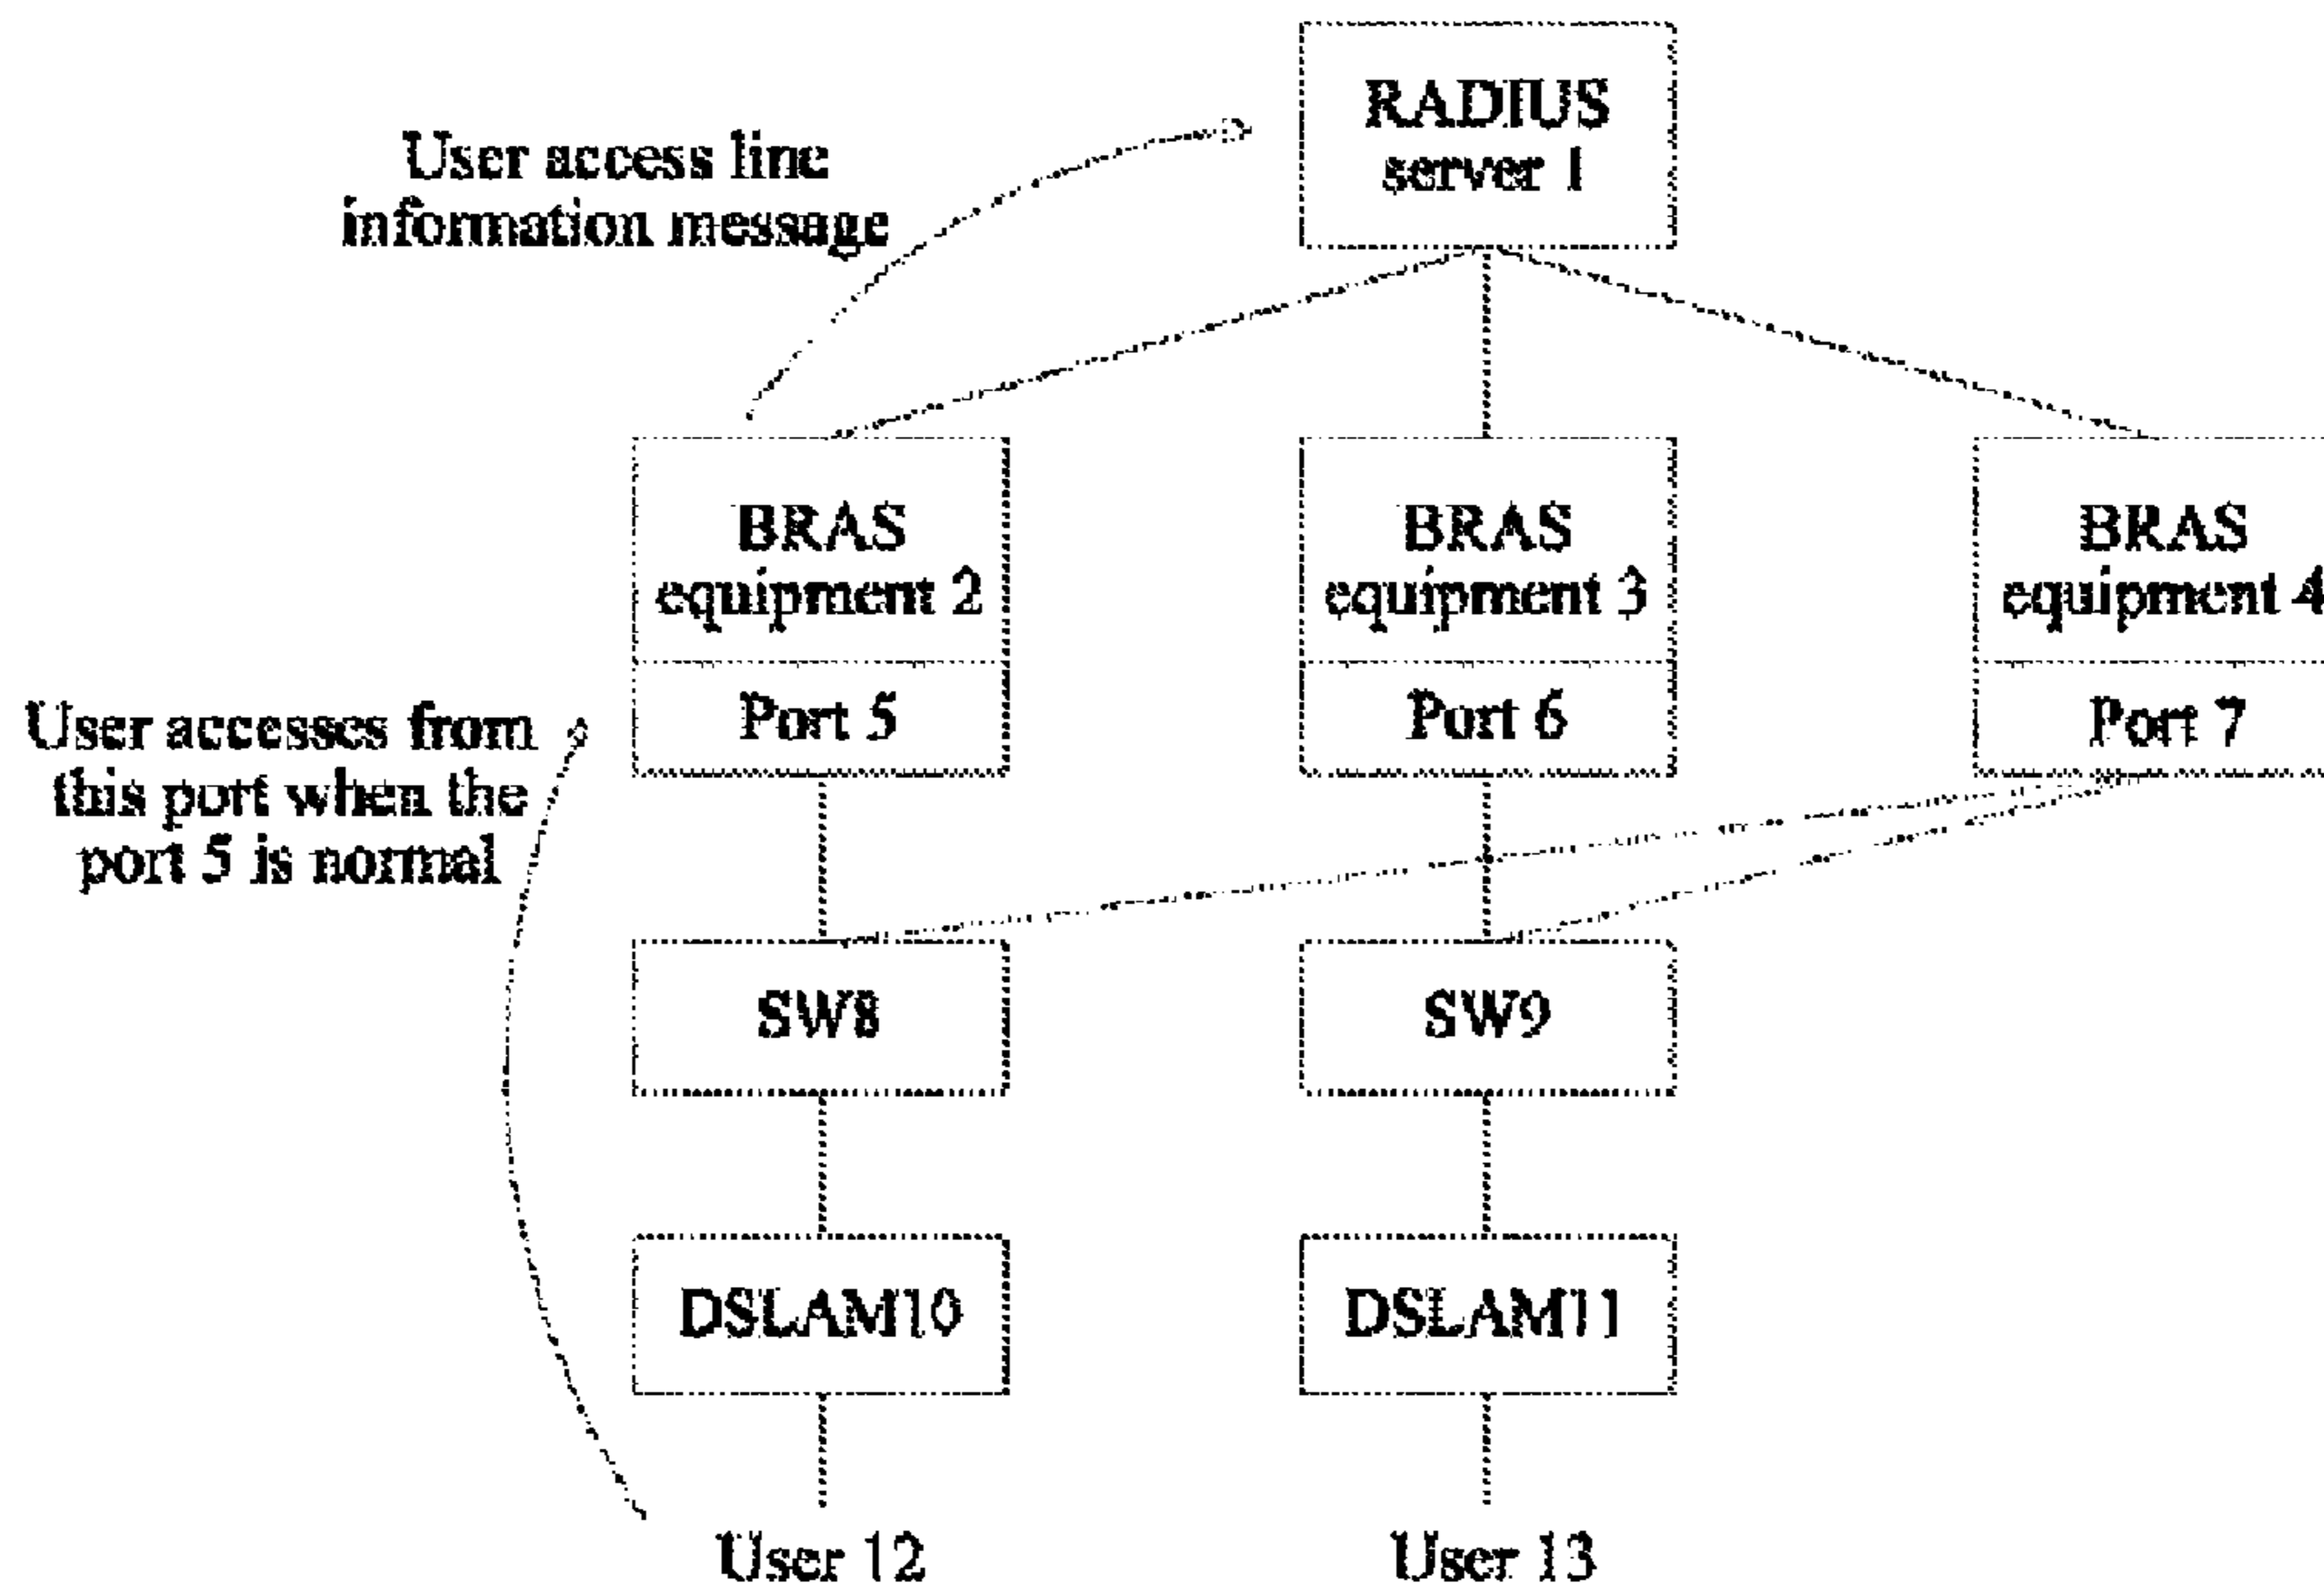 RADIUS
server 1
User access line
information message
BRAS
equipment 2
BRAS
equipment 3
BRAS
equipment 4
Port 5
Port 6
Port 7
User accesses from
this port when the
port 5 is normal
SW8
SW9
DSLAM10
DSLAM11
User 12
User 13